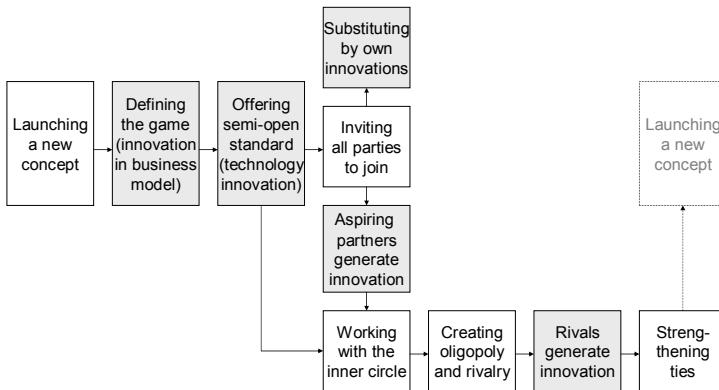 Substituting
by own
innovations
Launching
a new
concept
Defining
the game
(innovation
in business
model)
Offering
semi-open
standard
(technology
innovation)
Inviting
all parties
to join
Launching
a new
concept
Aspiring
partners
generate
innovation
Working
with the
inner circle
Creating
oligopoly
and rivalry
Rivals
generate
innovation
Streng-
thening
ties